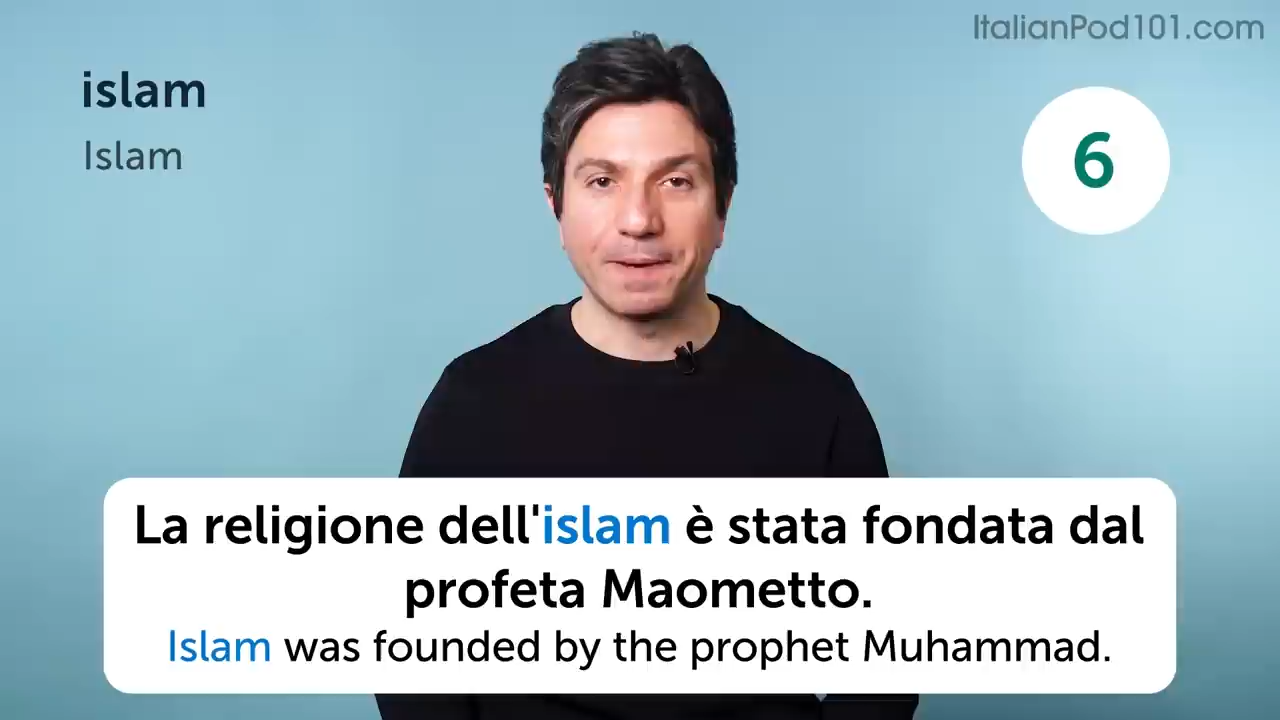 ItalianPod101.com
islam
Islam
6
La religione dell'islam è stata fondata dal
profeta Maometto.
Islam was founded by the prophet Muhammad.